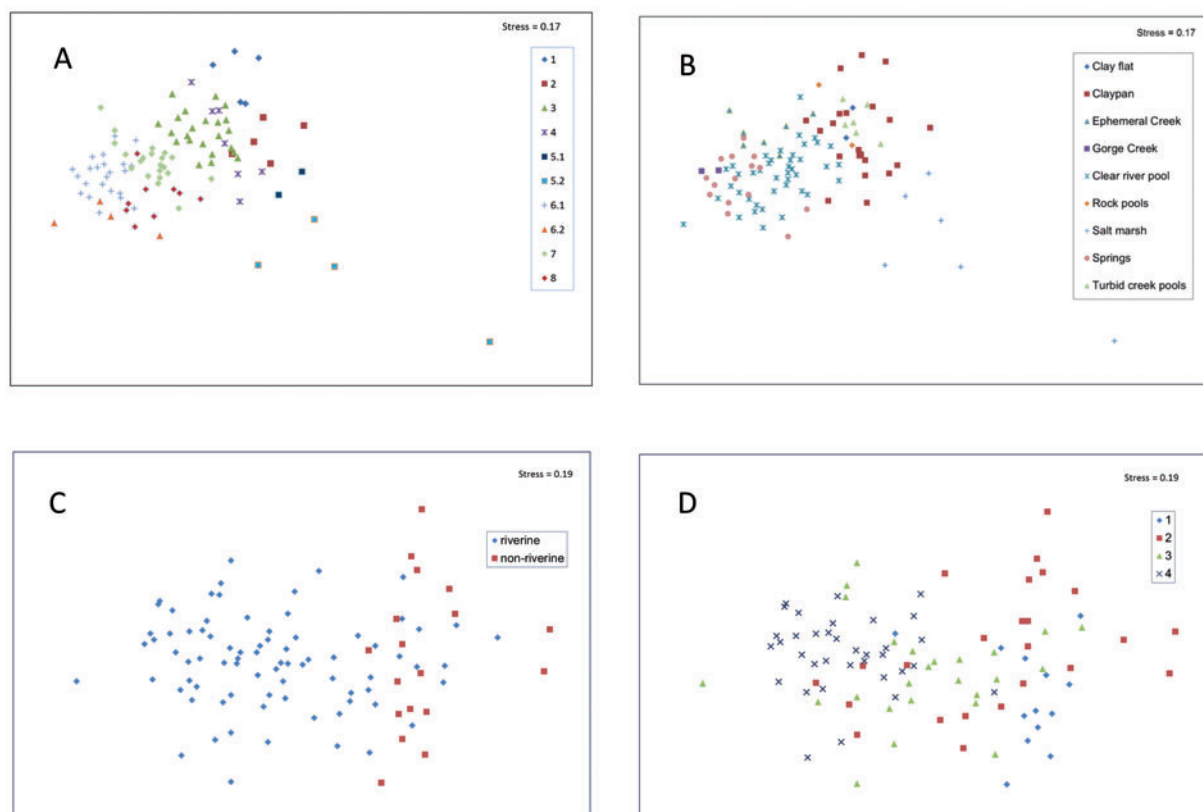 A
Stress = 0.17
1
2
3
4
5.1
5.2
6.1
6.2
7
8
B
Stress = 0.17
Clay flat
Claypan
Ephemeral Creek
Gorge Creek
Clear river pool
Rock pools
Salt marsh
Springs
Turbid creek pools
C
Stress = 0.19
riverine
non-riverine
D
Stress = 0.19
1
2
3
4